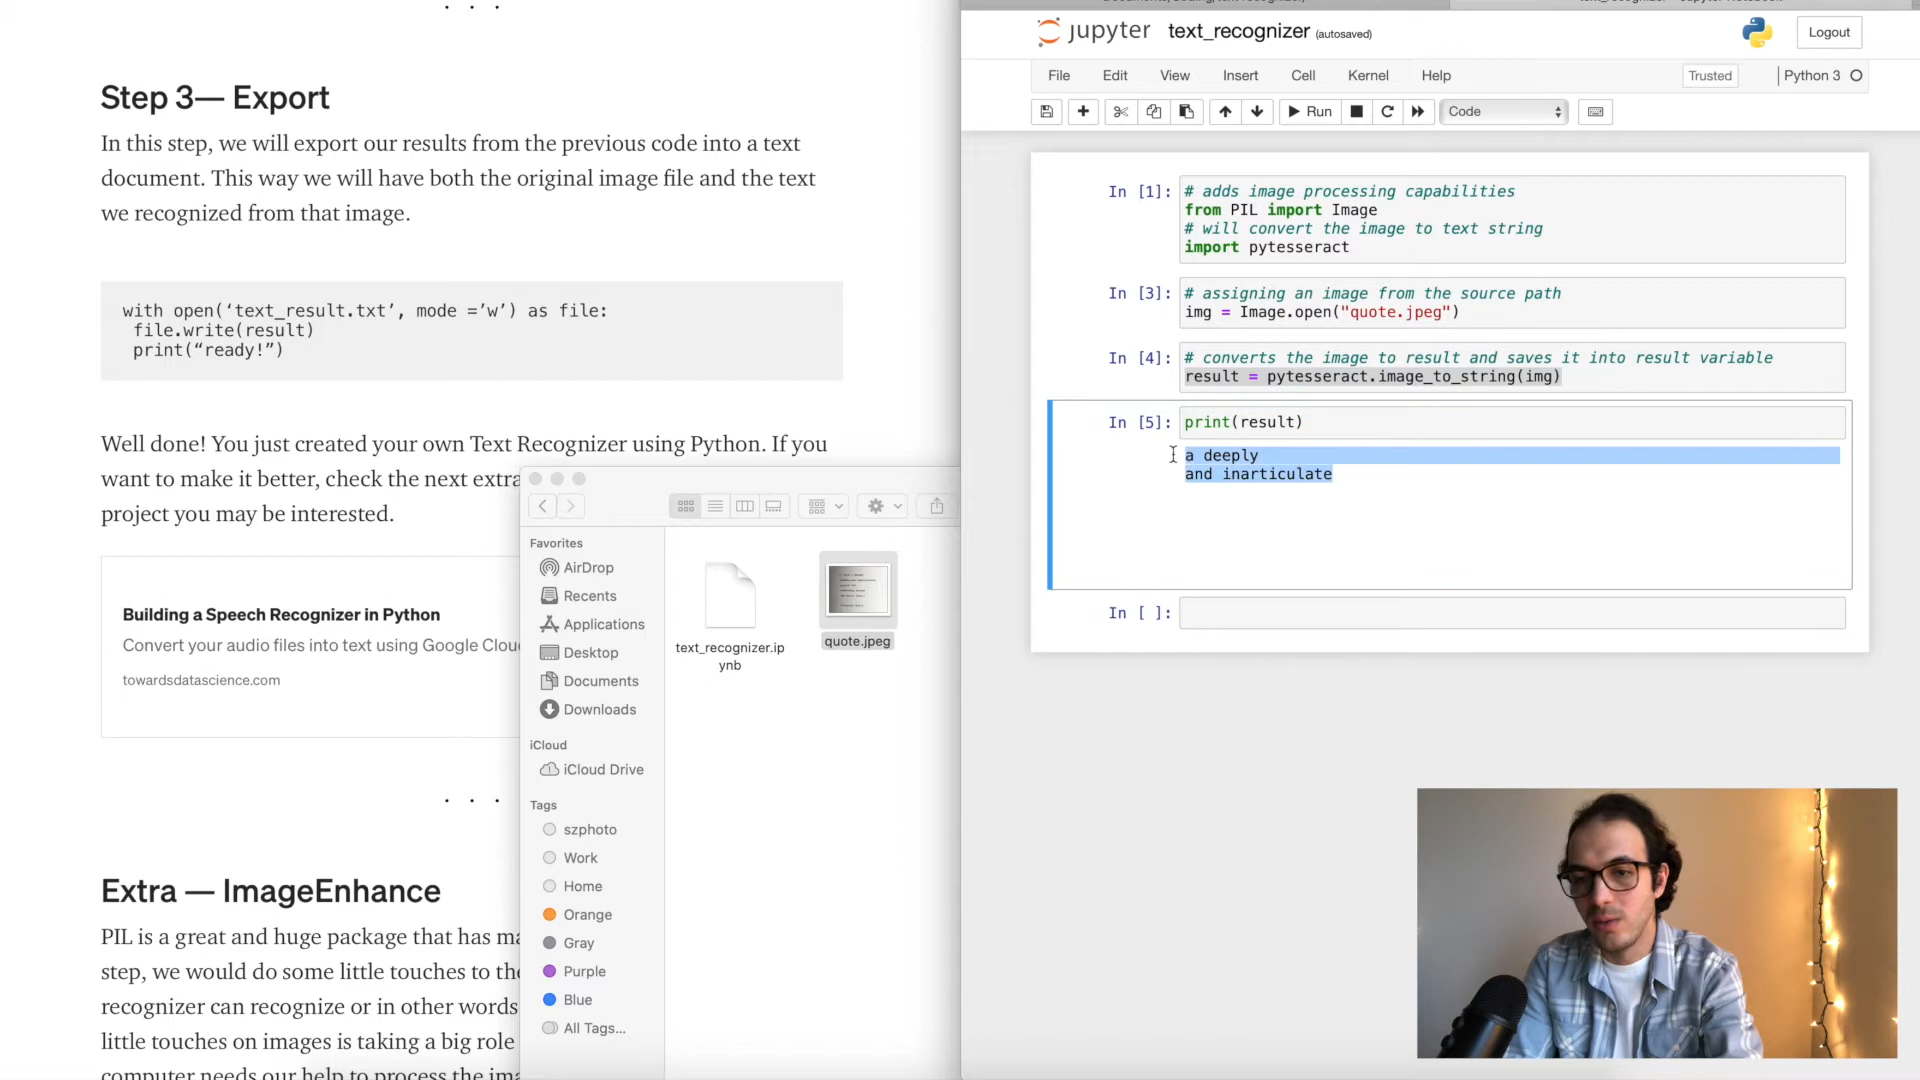 Step 3— Export
In this step, we will export our results from the previous code into a text
document. This way we will have both the original image file and the text
we recognized from that image.
with open(‘text_result.txt’, mode =’w’) as file:
file.write(result)
print(“ready!”)
Well done! You just created your own Text Recognizer using Python. If you
want to make it better, check the next extra
project you may be interested.
Building a Speech Recognizer in Python
Convert your audio files into text using Google Clou
towardsdatascience.com
Extra — ImageEnhance
PIL is a great and huge package that has ma
step, we would do some little touches to the
recognizer can recognize or in other words
little touches on images is taking a big role
computer needs our help to process the ima
Favorites
AirDrop
Recents
Applications
Desktop
Documents
Downloads
iCloud
iCloud Drive
Tags
szphoto
Work
Home
Orange
Gray
Purple
Blue
All Tags...
text_recognizer.ip
ynb
quote.jpeg
jupyter text_recognizer (autosaved)
Logout
File Edit View Insert Cell Kernel Help
Trusted
Python 3
Run
Code
In [1]: # adds image processing capabilities
from PIL import Image
# will convert the image to text string
import pytesseract
In [3]: # assigning an image from the source path
img = Image.open("quote.jpeg")
In [4]: # converts the image to result and saves it into result variable
result = pytesseract.image_to_string(img)
In [5]: print(result)
a deeply
and inarticulate
In [ ]: